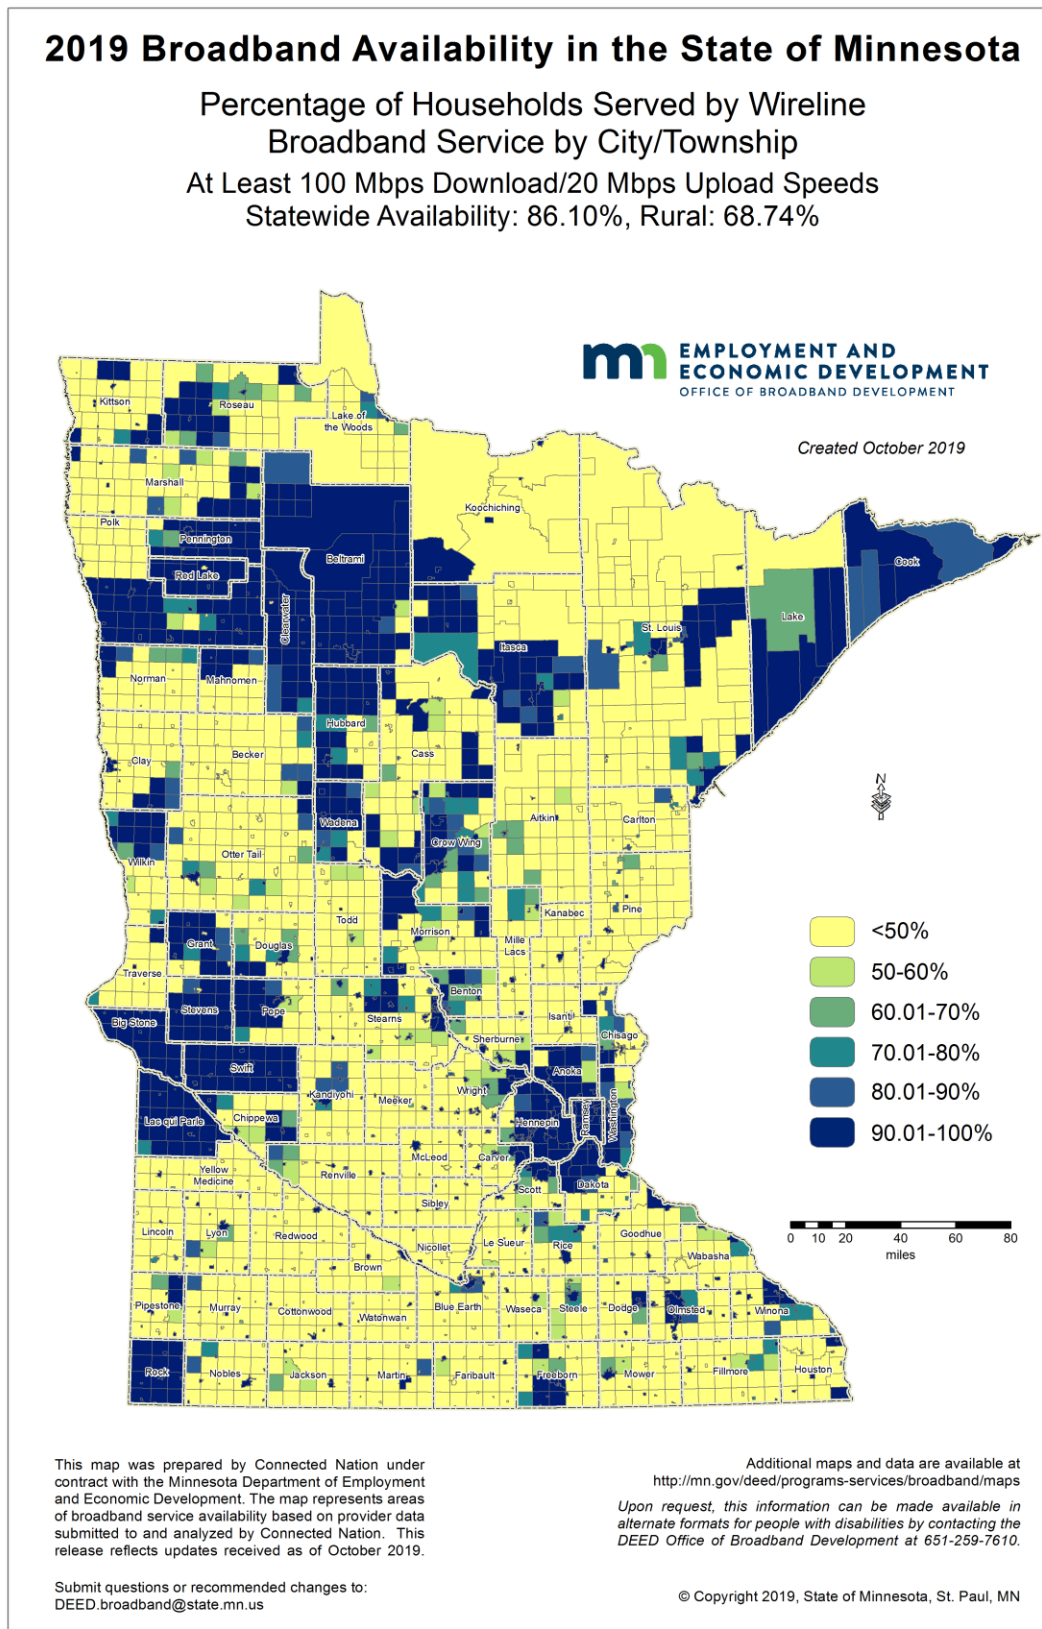 2019 Broadband Availability in the State of Minnesota
Percentage of Households Served by Wireline
Broadband Service by City/Township
At Least 100 Mbps Download/20 Mbps Upload Speeds
Statewide Availability: 86.10%, Rural: 68.74%
mn EMPLOYMENT AND
ECONOMIC DEVELOPMENT
OFFICE OF BROADBAND DEVELOPMENT
Created October 2019
Kittson
Roseau
Lake of
the Woods
Marshall
Koochiching
Polk
Pennington
Beltrami
Red Lake
Cook
Clearwater
Lake
St. Louis
Itasca
Norman
Mahnomen
Hubbard
Cass
Becker
Clay
N
Wadena
Aitkin
Carlton
Crow Wing
Otter Tail
Wilkin
Pine
Kanabec
Todd
Morrison
Mille
Lacs
Grant
Douglas
Traverse
Benton
Stevens
Pope
Stearns
Isanti
Big Stone
Sherburne
Chisago
Swift
Anoka
Kandiyohi
Wright
Meeker
Ramsey
Washington
Hennepin
Lac qui Parle
Chippewa
McLeod
Carver
Yellow
Medicine
Renville
Scott
Dakota
Sibley
Lincoln
Lyon
Redwood
Nicollet
Le Sueur
Rice
Goodhue
Wabasha
Brown
Pipestone
Murray
Cottonwood
Watonwan
Blue Earth
Waseca
Steele
Dodge
Olmsted
Winona
Rock
Nobles
Jackson
Martin
Faribault
Freeborn
Mower
Fillmore
Houston
<50%
50-60%
60.01-70%
70.01-80%
80.01-90%
90.01-100%
0 10 20 40 60 80
miles
This map was prepared by Connected Nation under
contract with the Minnesota Department of Employment
and Economic Development. The map represents areas
of broadband service availability based on provider data
submitted to and analyzed by Connected Nation. This
release reflects updates received as of October 2019.
Submit questions or recommended changes to:
DEED.broadband@state.mn.us
Additional maps and data are available at
http://mn.gov/deed/programs-services/broadband/maps
Upon request, this information can be made available in
alternate formats for people with disabilities by contacting the
DEED Office of Broadband Development at 651-259-7610.
© Copyright 2019, State of Minnesota, St. Paul, MN